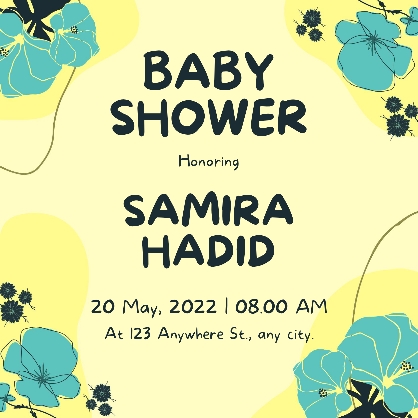 BABY
SHOWER
Honoring
SAMIRA
HADID
20 May, 2022 | 08.00 AM
At 123 Anywhere St., any city.